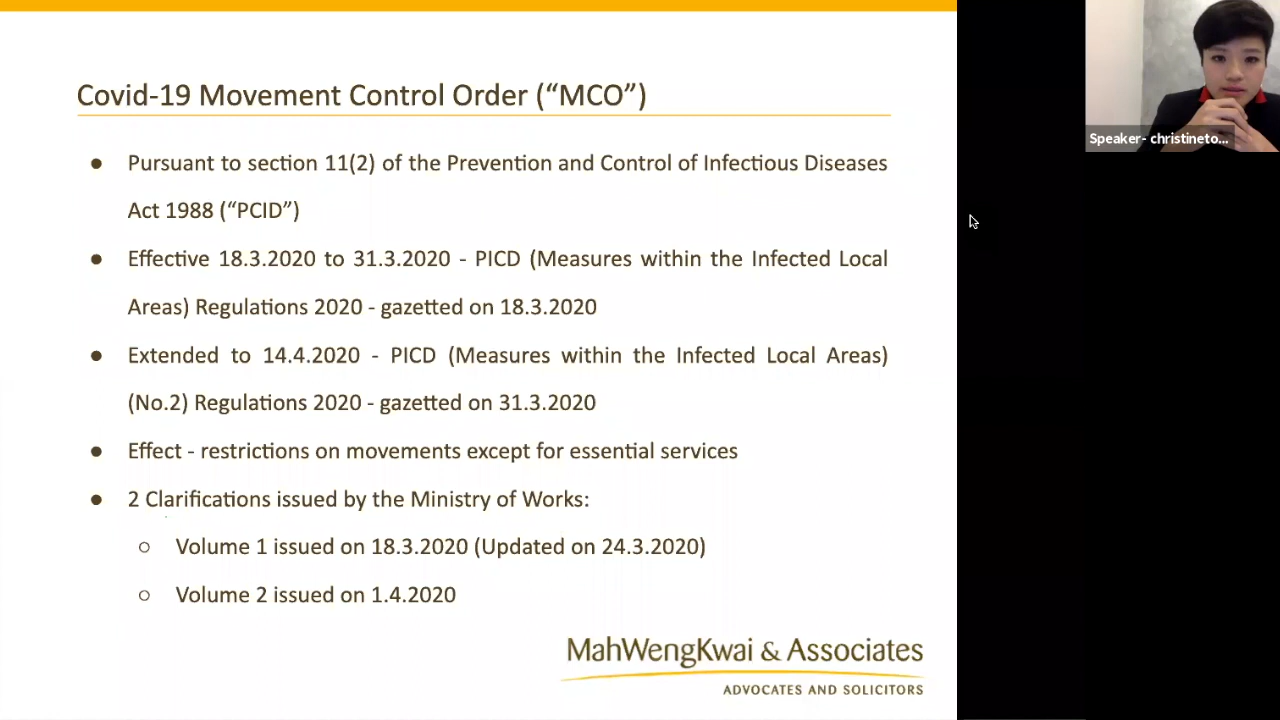 Covid-19 Movement Control Order (“MCO”)
● Pursuant to section 11(2) of the Prevention and Control of Infectious Diseases
Act 1988 (“PCID”)
● Effective 18.3.2020 to 31.3.2020 - PICD (Measures within the Infected Local
Areas) Regulations 2020 - gazetted on 18.3.2020
● Extended to 14.4.2020 - PICD (Measures within the Infected Local Areas)
(No.2) Regulations 2020 - gazetted on 31.3.2020
● Effect - restrictions on movements except for essential services
● 2 Clarifications issued by the Ministry of Works:
○ Volume 1 issued on 18.3.2020 (Updated on 24.3.2020)
○ Volume 2 issued on 1.4.2020
MahWengKwai & Associates
ADVOCATES AND SOLICITORS
Speaker- christineto...